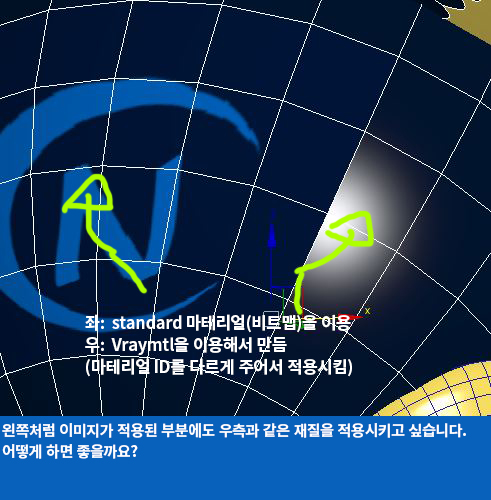 N
x
좌: standard 마태리얼(비트맵)을 이용
우: Vraymtl을 이용해서 만듬
(마테리얼 ID를 다르게 주어서 적용시킴)
왼쪽처럼 이미지가 적용된 부분에도 우측과 같은 재질을 적용시키고 싶습니다.
어떻게 하면 좋을까요?